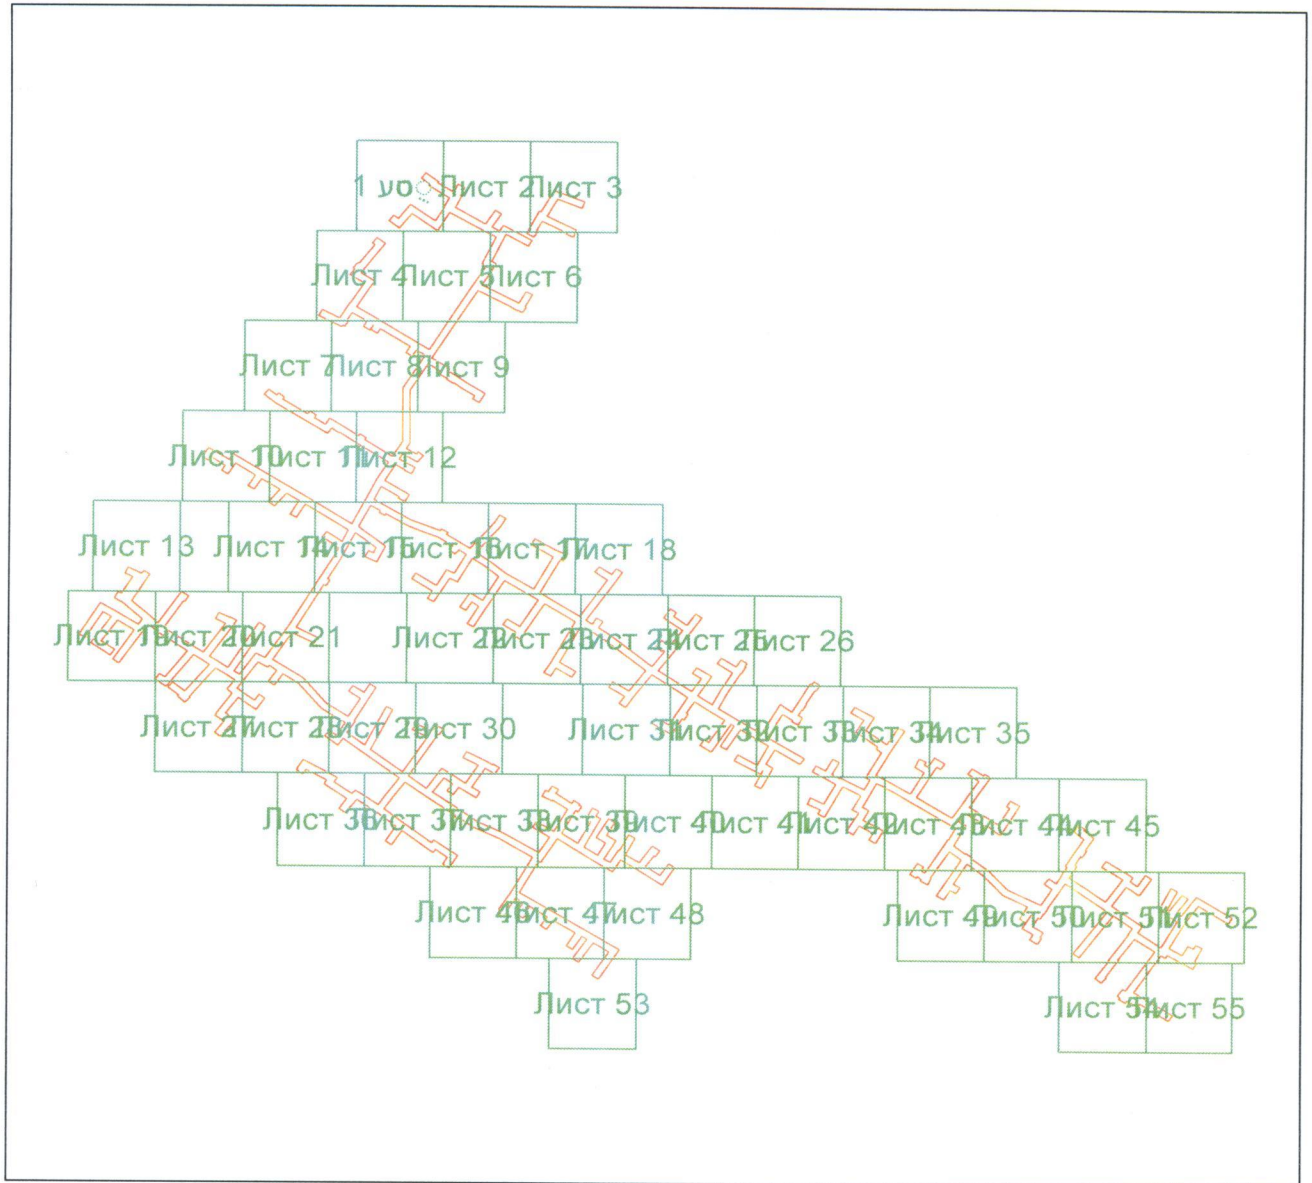 Лист 2 Лист 3
Лист 4 Лист 5 Лист 6
Лист 7 Лист 8 Лист 9
Лист 10 Лист 11 Лист 12
Лист 13 Лист 14 Лист 15 Лист 16 Лист 17 Лист 18
Лист 19 Лист 20 Лист 21 Лист 22 Лист 23 Лист 24 Лист 25 Лист 26
Лист 27 Лист 28 Лист 29 Лист 30 Лист 31 Лист 32 Лист 33 Лист 34 Лист 35
Лист 36 Лист 37 Лист 38 Лист 39 Лист 40 Лист 41 Лист 42 Лист 43 Лист 44 Лист 45
Лист 46 Лист 47 Лист 48 Лист 49 Лист 50 Лист 51 Лист 52
Лист 53 Лист 54 Лист 55